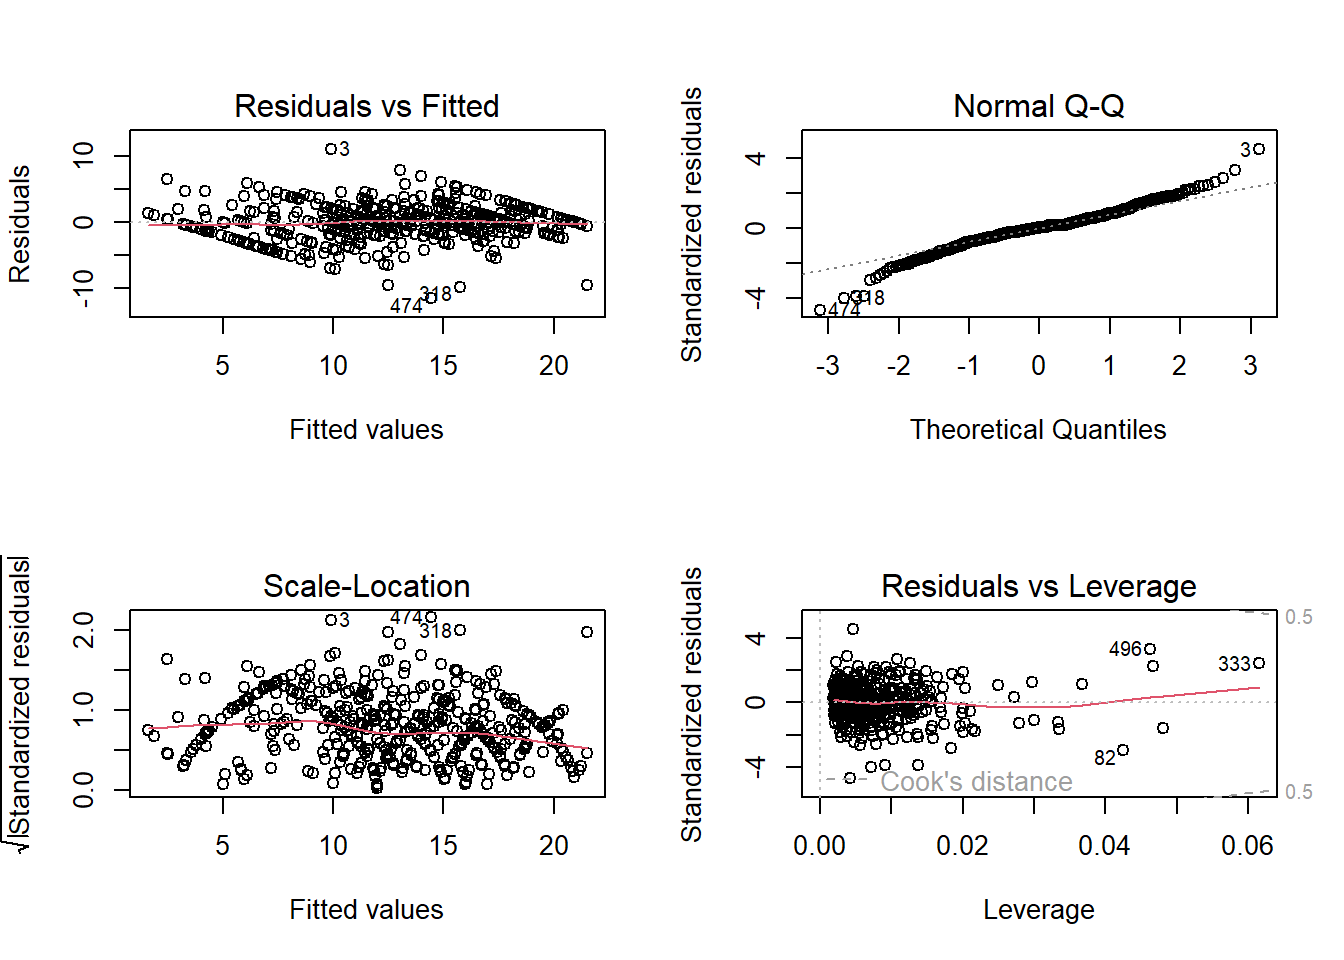 Residuals vs Fitted
Residuals
10
0
-10
3
318
474
5 10 15 20
Fitted values
Normal Q-Q
Standardized residuals
4
0
-4
3
318
474
-3 -2 -1 0 1 2 3
Theoretical Quantiles
Scale-Location
√|Standardized residuals|
2.0
1.0
0.0
3
474
318
5 10 15 20
Fitted values
Residuals vs Leverage
Standardized residuals
4
0
-4
0.5
496
333
82
Cook's distance
0.5
0.00 0.02 0.04 0.06
Leverage